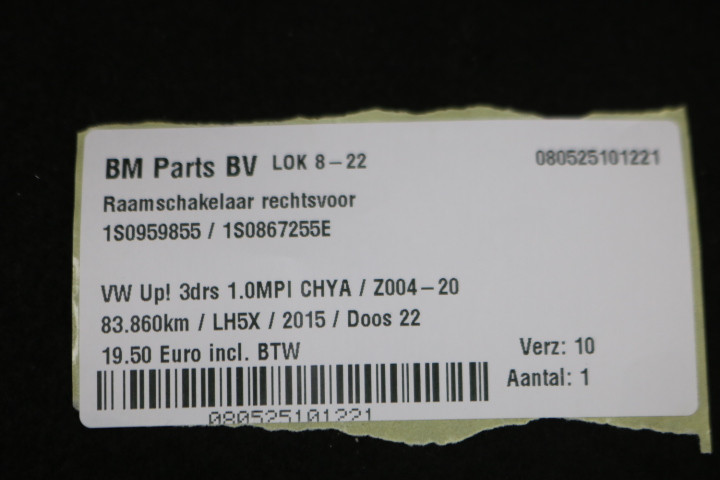 BM Parts BV LOK 8-22 080525101221
Raamschakelaar rechtsvoor
1S0959855 / 1S0867255E
VW Up! 3drs 1.0MPI CHYA / Z004-20
83.860km / LH5X / 2015 / Doos 22
19.50 Euro incl. BTW Verz: 10
Aantal: 1
080525101221